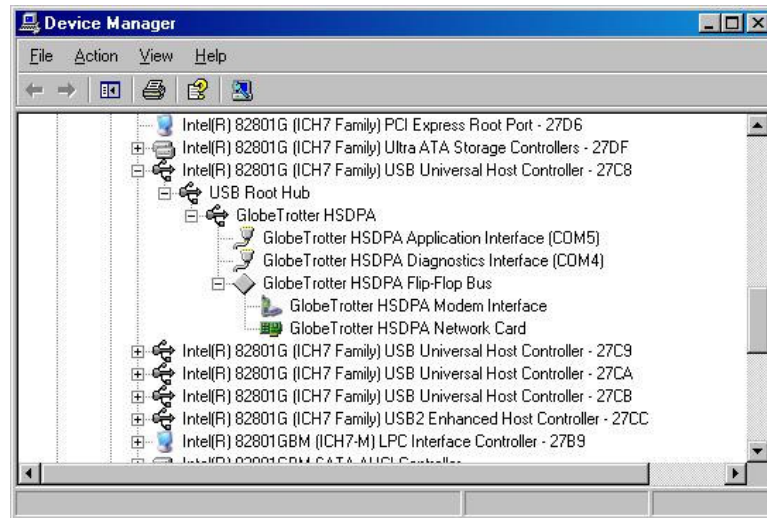 Device Manager
File Action View Help
Intel(R) 82801G (ICH7 Family) PCI Express Root Port - 27D6
Intel(R) 82801G (ICH7 Family) Ultra ATA Storage Controllers - 27DF
Intel(R) 82801G (ICH7 Family) USB Universal Host Controller - 27C8
USB Root Hub
GlobeTrotter HSDPA
GlobeTrotter HSDPA Application Interface (COM5)
GlobeTrotter HSDPA Diagnostics Interface (COM4)
GlobeTrotter HSDPA Flip-Flop Bus
GlobeTrotter HSDPA Modem Interface
GlobeTrotter HSDPA Network Card
Intel(R) 82801G (ICH7 Family) USB Universal Host Controller - 27C9
Intel(R) 82801G (ICH7 Family) USB Universal Host Controller - 27CA
Intel(R) 82801G (ICH7 Family) USB Universal Host Controller - 27CB
Intel(R) 82801G (ICH7 Family) USB2 Enhanced Host Controller - 27CC
Intel(R) 82801GBM (ICH7-M) LPC Interface Controller - 27B9
Intel(R) 82801GBM SATA AHCI Controller